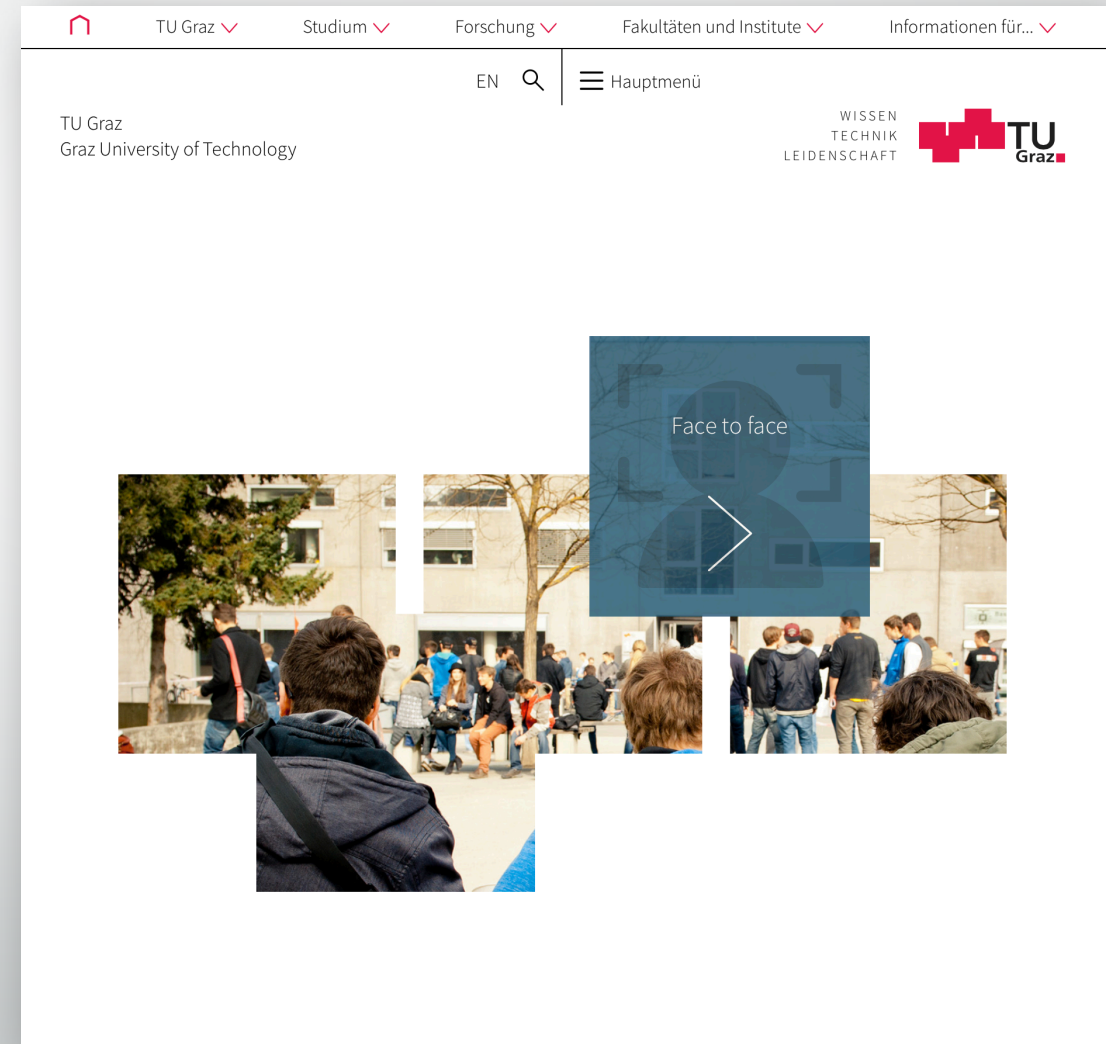 TU Graz
Studium
Forschung
Fakultäten und Institute
Informationen für...
EN
Hauptmenü
TU Graz
Graz University of Technology
WISSEN
TECHNIK
LEIDENSCHAFT
TU
Graz
Face to face